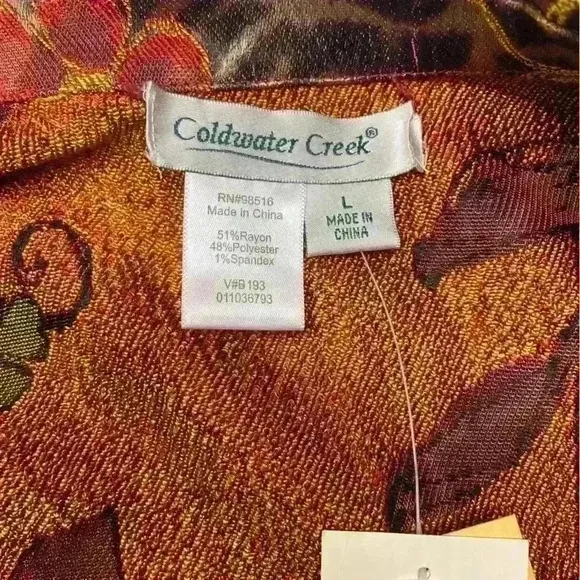 Coldwater Creek®
RN#98516
Made in China
51%Rayon
48%Polyester
1%Spandex
V#B193
011036793
L
MADE IN
CHINA